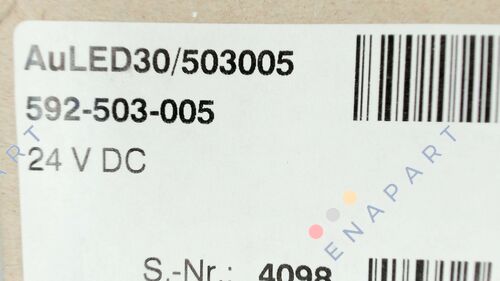 AuLED30/503005
592-503-005
24 V DC
S.-Nr.: 4098
ENAPART